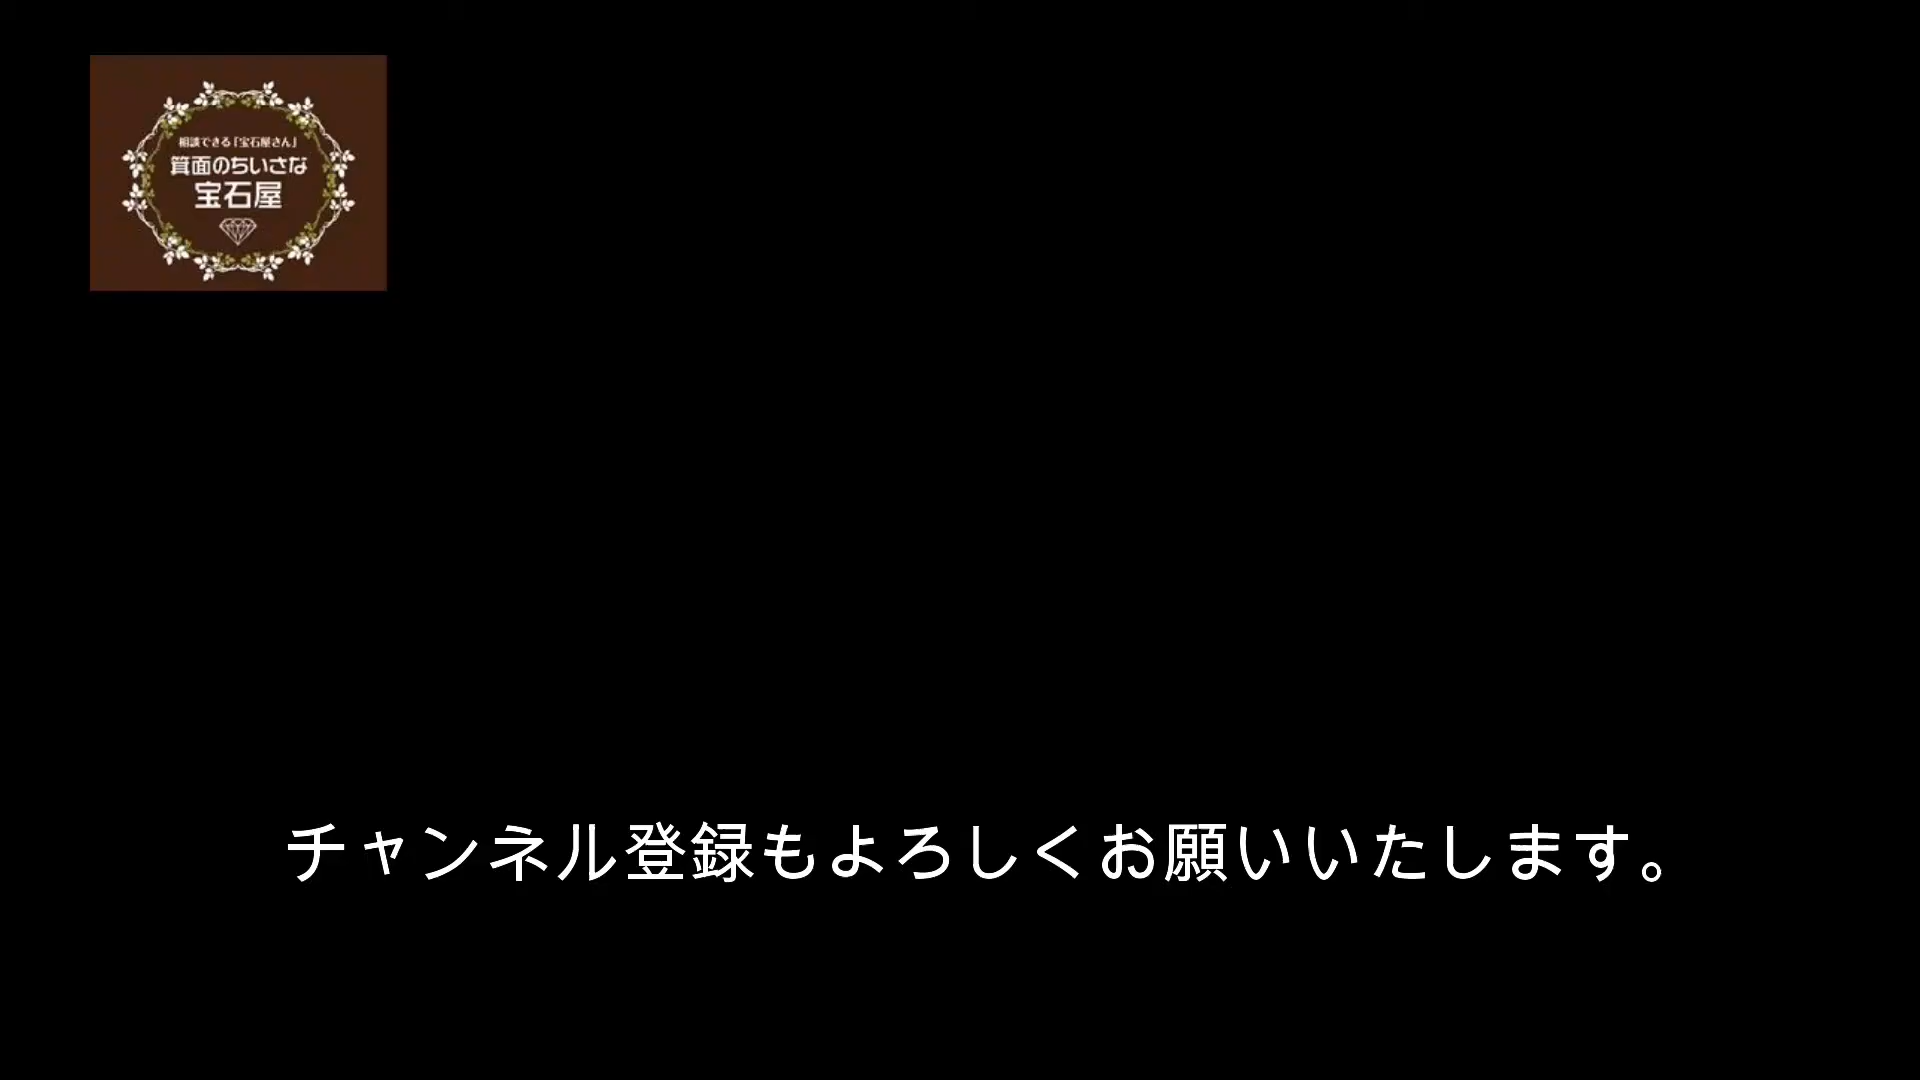 相談できる「宝石屋さん」
箕面のちいさな
宝石屋
チャンネル登録もよろしくお願いいたします。